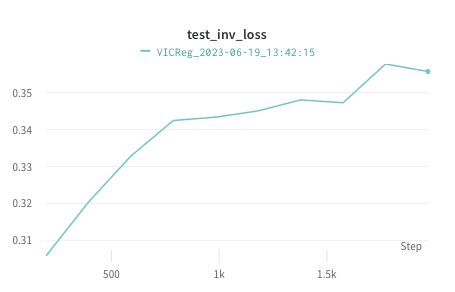 test_inv_loss
VICReg_2023-06-19_13:42:15
0.35
0.34
0.33
0.32
0.31
Step
500
1k
1.5k